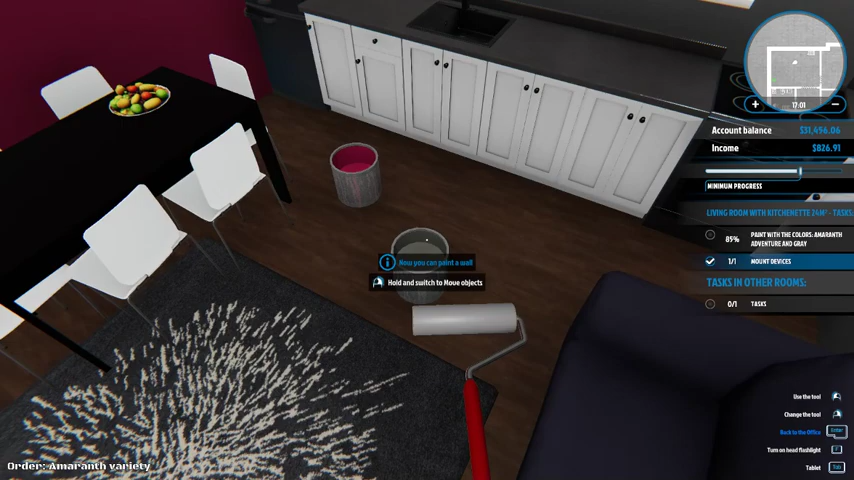 + 17:01 −
Account balance $31,456.06
Income $826.91
MINIMUM PROGRESS
LIVING ROOM WITH KITCHENETTE 24M² - TASKS:
85% PAINT WITH THE COLORS: AMARANTH
ADVENTURE AND GRAY
1/1 MOUNT DEVICES
TASKS IN OTHER ROOMS:
0/1 TASKS
Now you can paint a wall
Hold and switch to Move objects
Use the tool
Change the tool
Back to the Office
Turn on head flashlight F
Tablet Tab
Order: Amaranth variety